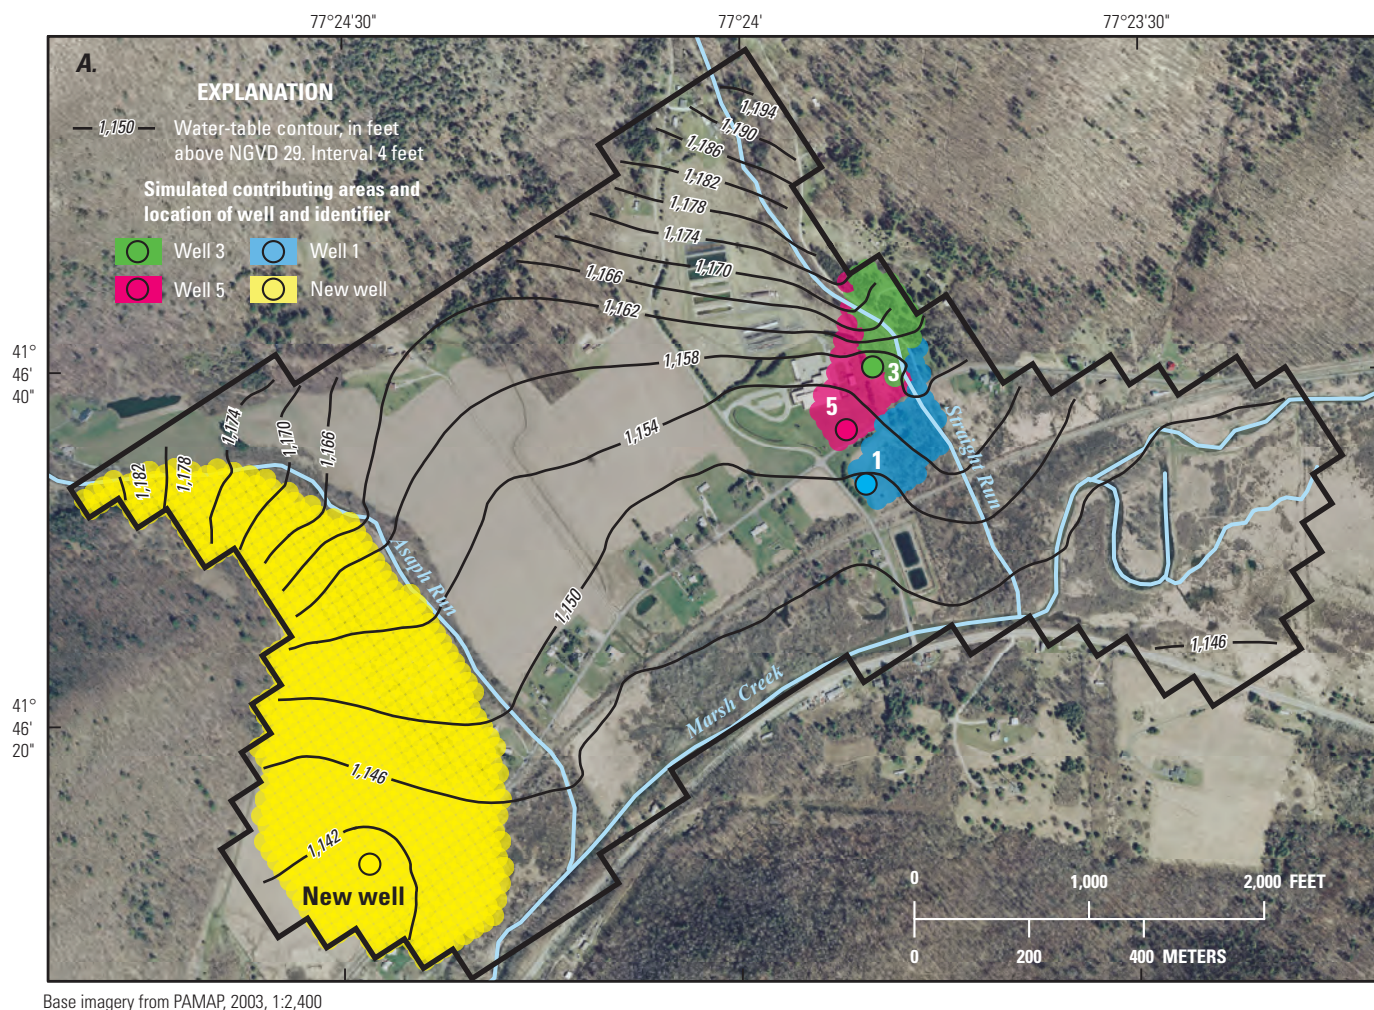 77°24'30"
77°24'
77°23'30"
A.
EXPLANATION
1,150
Water-table contour, in feet
above NGVD 29. Interval 4 feet
Simulated contributing areas and
location of well and identifier
Well 3
Well 1
Well 5
New well
1,194
1,190
1,186
1,182
1,178
1,174
1,170
1,166
1,162
1,158
1,154
1,150
41°
46'
40"
1,182
1,178
1,174
1,170
1,166
3
5
1
Straight Run
Asaph Run
Marsh Creek
1,146
41°
46'
20"
1,146
1,142
New well
0
1,000
2,000 FEET
0
200
400 METERS
Base imagery from PAMAP, 2003, 1:2,400